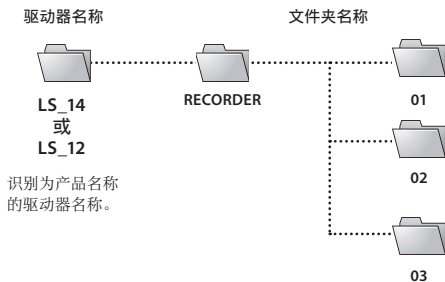 驱动器名称
文件夹名称
LS_14
或
LS_12
RECORDER
01
02
03
识别为产品名称
的驱动器名称。